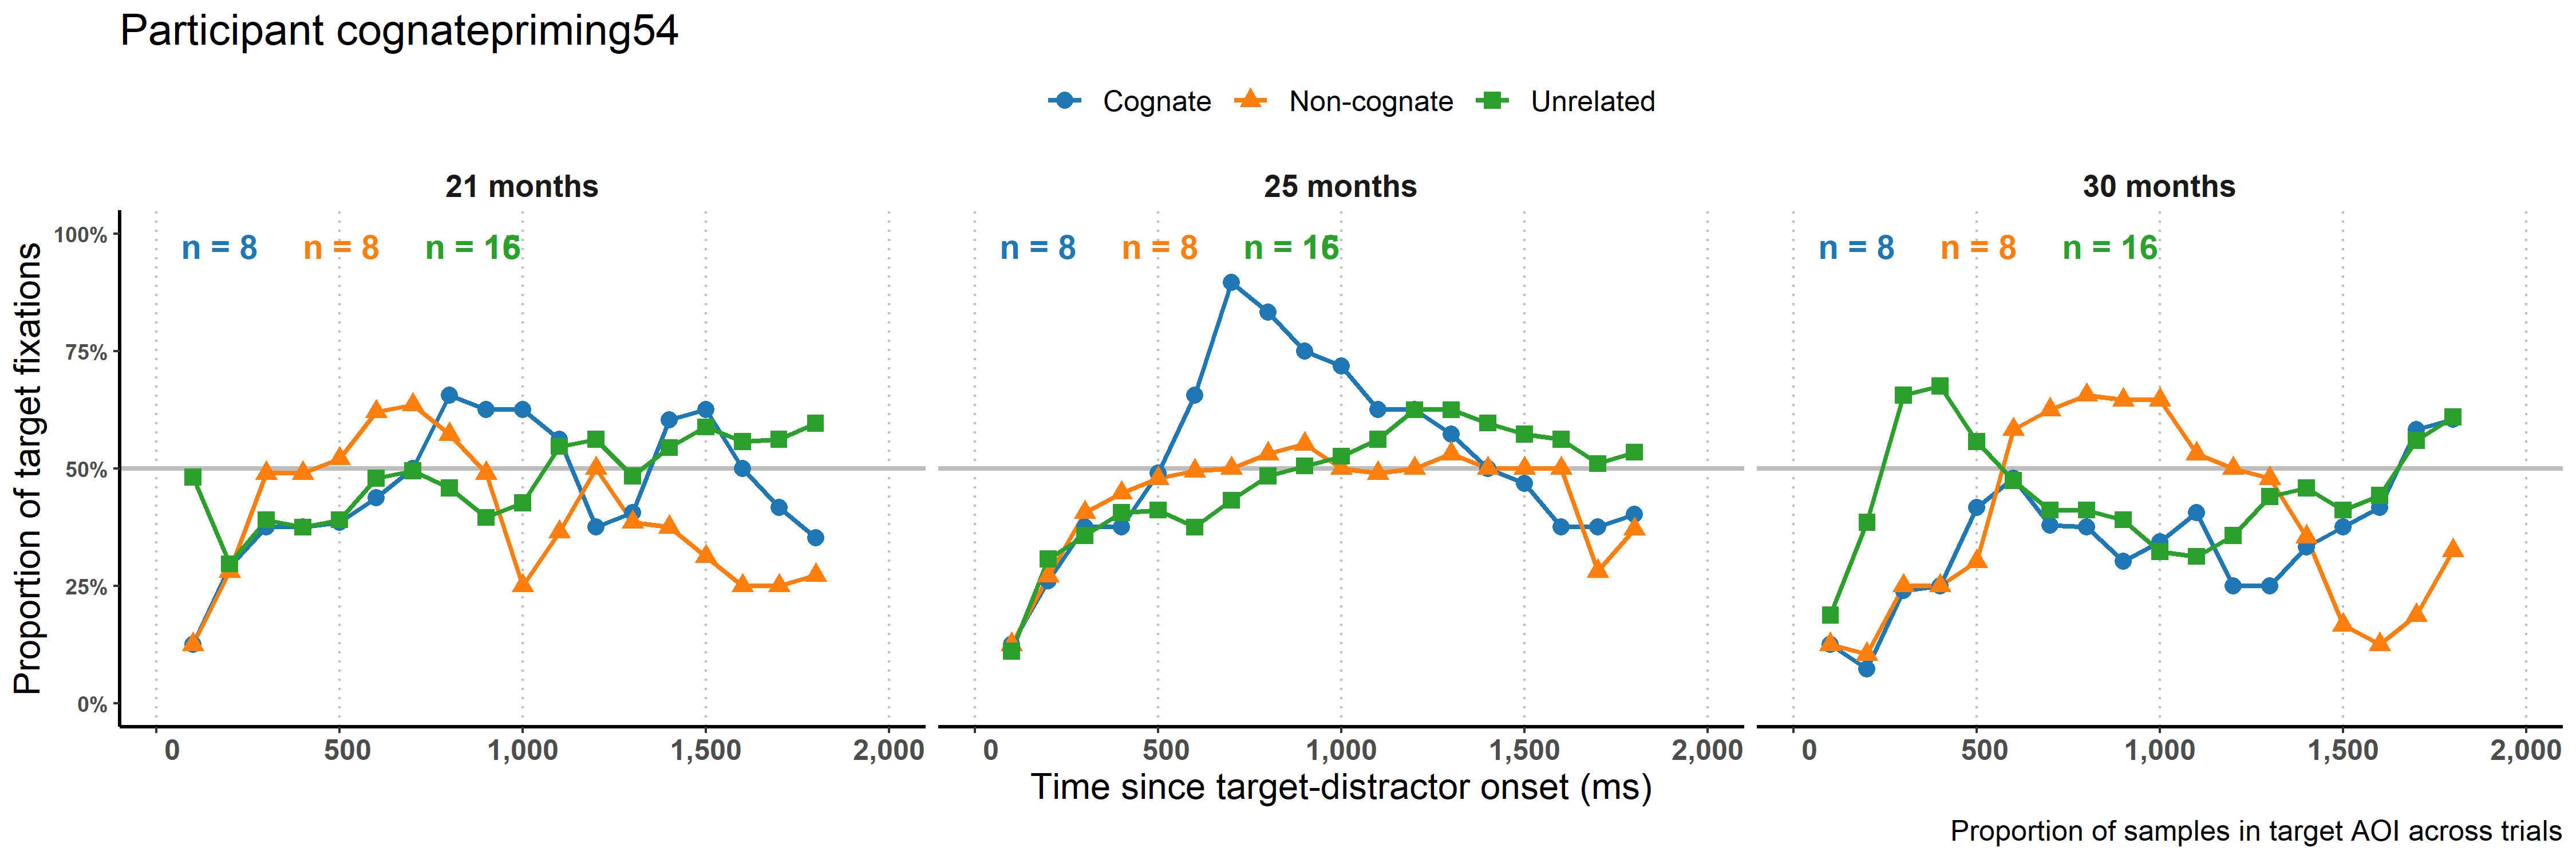 Participant cognatepriming54
Cognate Non-cognate Unrelated
21 months 25 months 30 months
100% n = 8 n = 8 n = 16 n = 8 n = 8 n = 16 n = 8 n = 8 n = 16
75%
50%
25%
0%
Proportion of target fixations
0 500 1,000 1,500 2,000 0 500 1,000 1,500 2,000 0 500 1,000 1,500 2,000
Time since target-distractor onset (ms)
Proportion of samples in target AOI across trials